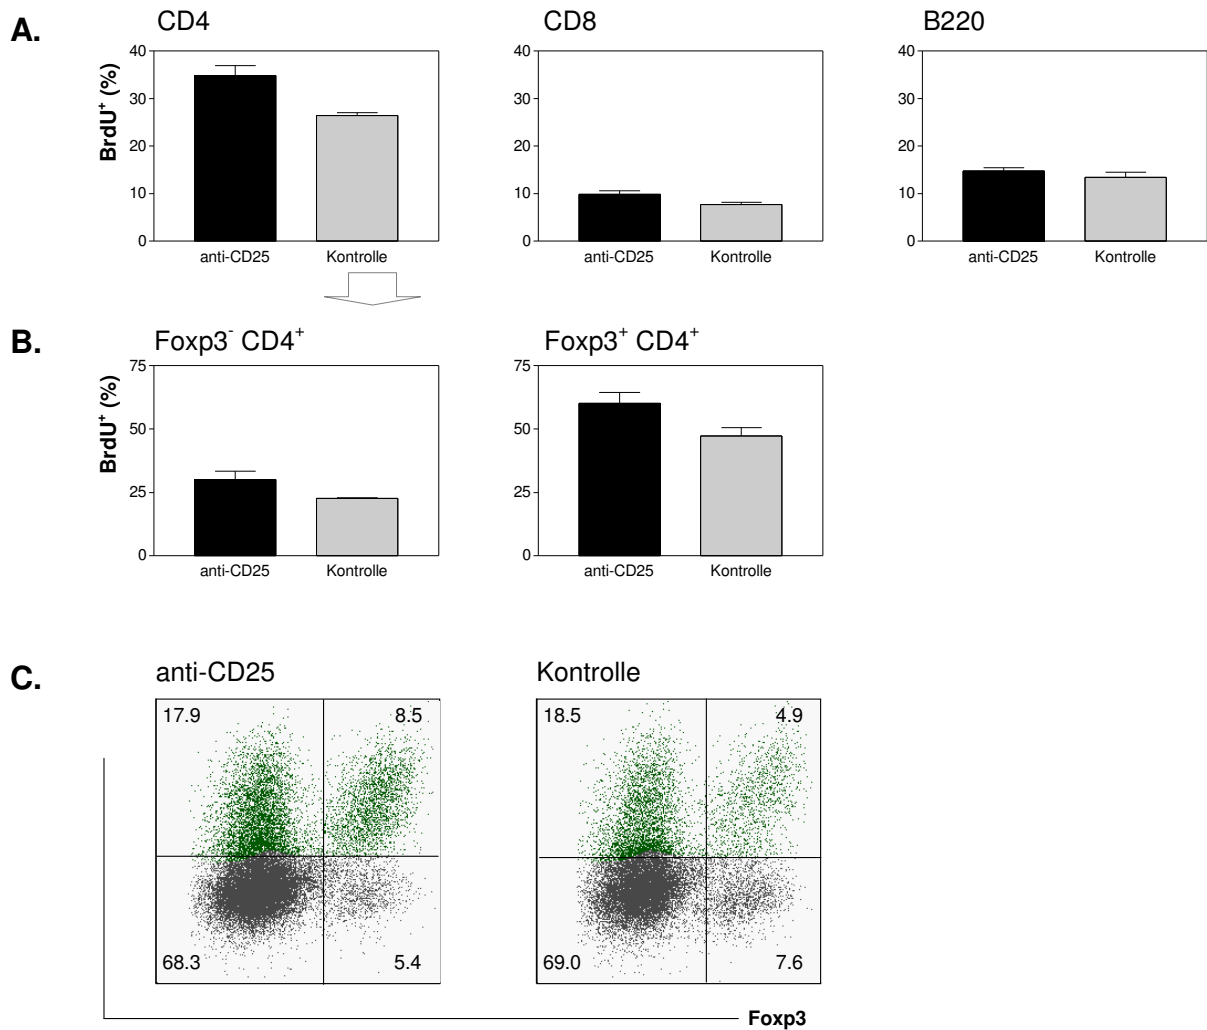 A.
CD4
CD8
B220
BrdU⁺ (%)
40
30
20
10
0
anti-CD25
Kontrolle
40
30
20
10
0
anti-CD25
Kontrolle
40
30
20
10
0
anti-CD25
Kontrolle
B.
Foxp3⁻ CD4⁺
Foxp3⁺ CD4⁺
BrdU⁺ (%)
75
50
25
0
anti-CD25
Kontrolle
75
50
25
0
anti-CD25
Kontrolle
C.
anti-CD25
Kontrolle
17.9
8.5
18.5
4.9
68.3
5.4
69.0
7.6
Foxp3